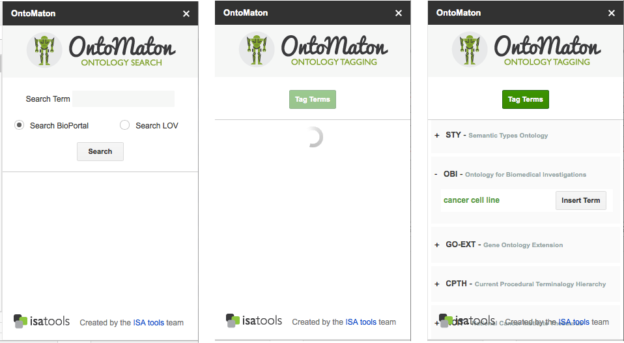 OntoMaton ×
OntoMaton
ONTOLOGY SEARCH
Search Term
Search BioPortal Search LOV
Search
isatools Created by the ISA tools team
OntoMaton ×
OntoMaton
ONTOLOGY TAGGING
Tag Terms
isatools Created by the ISA tools team
OntoMaton ×
OntoMaton
ONTOLOGY TAGGING
Tag Terms
+ STY - Semantic Types Ontology
- OBI - Ontology for Biomedical Investigations
cancer cell line Insert Term
+ GO-EXT - Gene Ontology Extension
+ CPTH - Current Procedural Terminology Hierarchy
isatools Created by the ISA tools team